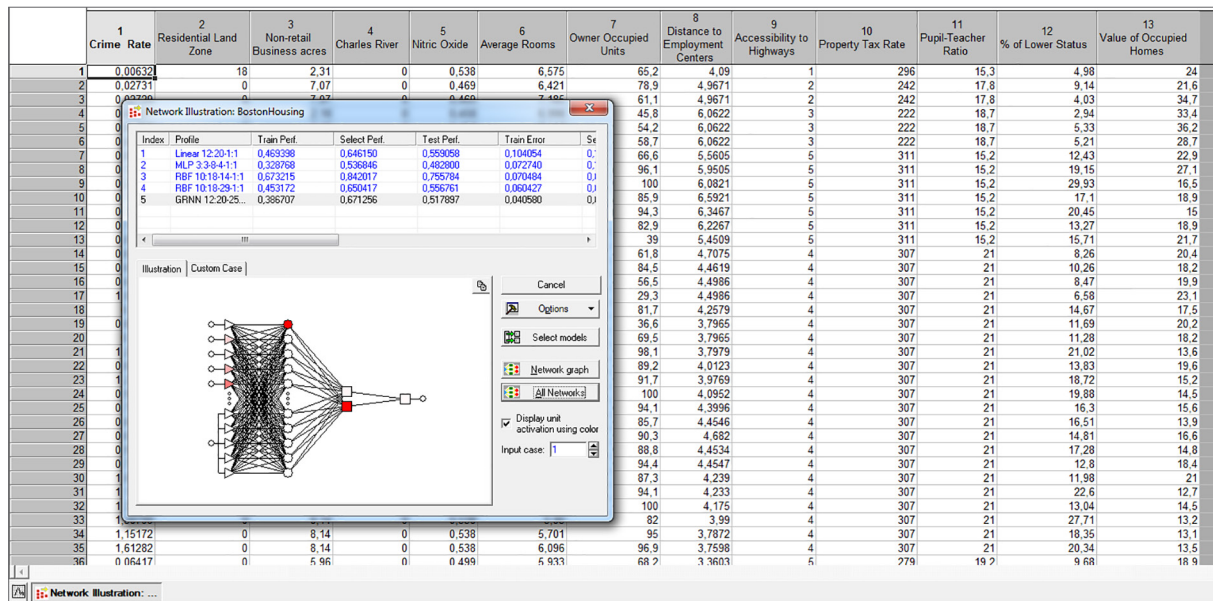 1 2 3 4 5 6 7 8 9 10 11 12 13
Crime Rate Residential Land Zone Non-retail Business acres Charles River Nitric Oxide Average Rooms Owner Occupied Units Distance to Employment Centers Accessibility to Highways Property Tax Rate Pupil-Teacher Ratio % of Lower Status Value of Occupied Homes
1 0,00632 18 2,31 0 0,538 6,575 65,2 4,09 1 296 15,3 4,98 24
2 0,02731 0 7,07 0 0,469 6,421 78,9 4,9671 2 242 17,8 9,14 21,6
3 61,1 4,9671 2 242 17,8 4,03 34,7
4 45,8 6,0622 3 222 18,7 2,94 33,4
5 54,2 6,0622 3 222 18,7 5,33 36,2
6 58,7 6,0622 3 222 18,7 5,21 28,7
7 66,6 5,5605 5 311 15,2 12,43 22,9
8 96,1 5,9505 5 311 15,2 19,15 27,1
9 100 6,0821 5 311 15,2 29,93 16,5
10 85,9 6,5921 5 311 15,2 17,1 18,9
11 94,3 6,3467 5 311 15,2 20,45 15
12 82,9 6,2267 5 311 15,2 13,27 18,9
13 39 5,4509 5 311 15,2 15,71 21,7
14 61,8 4,7075 4 307 21 8,26 20,4
15 84,5 4,4619 4 307 21 10,26 18,2
16 56,5 4,4986 4 307 21 8,47 19,9
17 29,3 4,4986 4 307 21 6,58 23,1
18 81,7 4,2579 4 307 21 14,67 17,5
19 36,6 3,7965 4 307 21 11,69 20,2
20 69,5 3,7965 4 307 21 11,28 18,2
21 98,1 3,7979 4 307 21 21,02 13,6
22 89,2 4,0123 4 307 21 13,83 19,6
23 91,7 3,9769 4 307 21 18,72 15,2
24 100 4,0952 4 307 21 19,88 14,5
25 94,1 4,3996 4 307 21 16,3 15,6
26 85,7 4,4546 4 307 21 16,51 13,9
27 90,3 4,682 4 307 21 14,81 16,6
28 88,8 4,4534 4 307 21 17,28 14,8
29 94,4 4,4547 4 307 21 12,8 18,4
30 87,3 4,239 4 307 21 11,98 21
31 94,1 4,233 4 307 21 22,6 12,7
32 100 4,175 4 307 21 13,04 14,5
33 82 3,99 4 307 21 27,71 13,2
34 1,15172 0 8,14 0 0,538 5,701 95 3,7872 4 307 21 18,35 13,1
35 1,61282 0 8,14 0 0,538 6,096 96,9 3,7598 4 307 21 20,34 13,5
36 0,06417 0 5,96 0 0,499 5,933 68,2 3,3603 5 279 19,2 9,68 18,9
Network Illustration: BostonHousing
Index Profile Train Perf. Select Perf. Test Perf. Train Error Se
1 Linear 12:20-1:1 0,469398 0,646150 0,559058 0,104054
2 MLP 3:3-8-4-1:1 0,328768 0,536846 0,482800 0,072740
3 RBF 10:18-14-1:1 0,673215 0,842017 0,755784 0,070484
4 RBF 10:18-29-1:1 0,453172 0,650417 0,556761 0,060427
5 GRNN 12:20-25... 0,386707 0,671256 0,517897 0,040580
Illustration Custom Case
Cancel
Options
Select models
Network graph
All Networks
Display unit
activation using color
Input case: 1
Network Illustration: ...